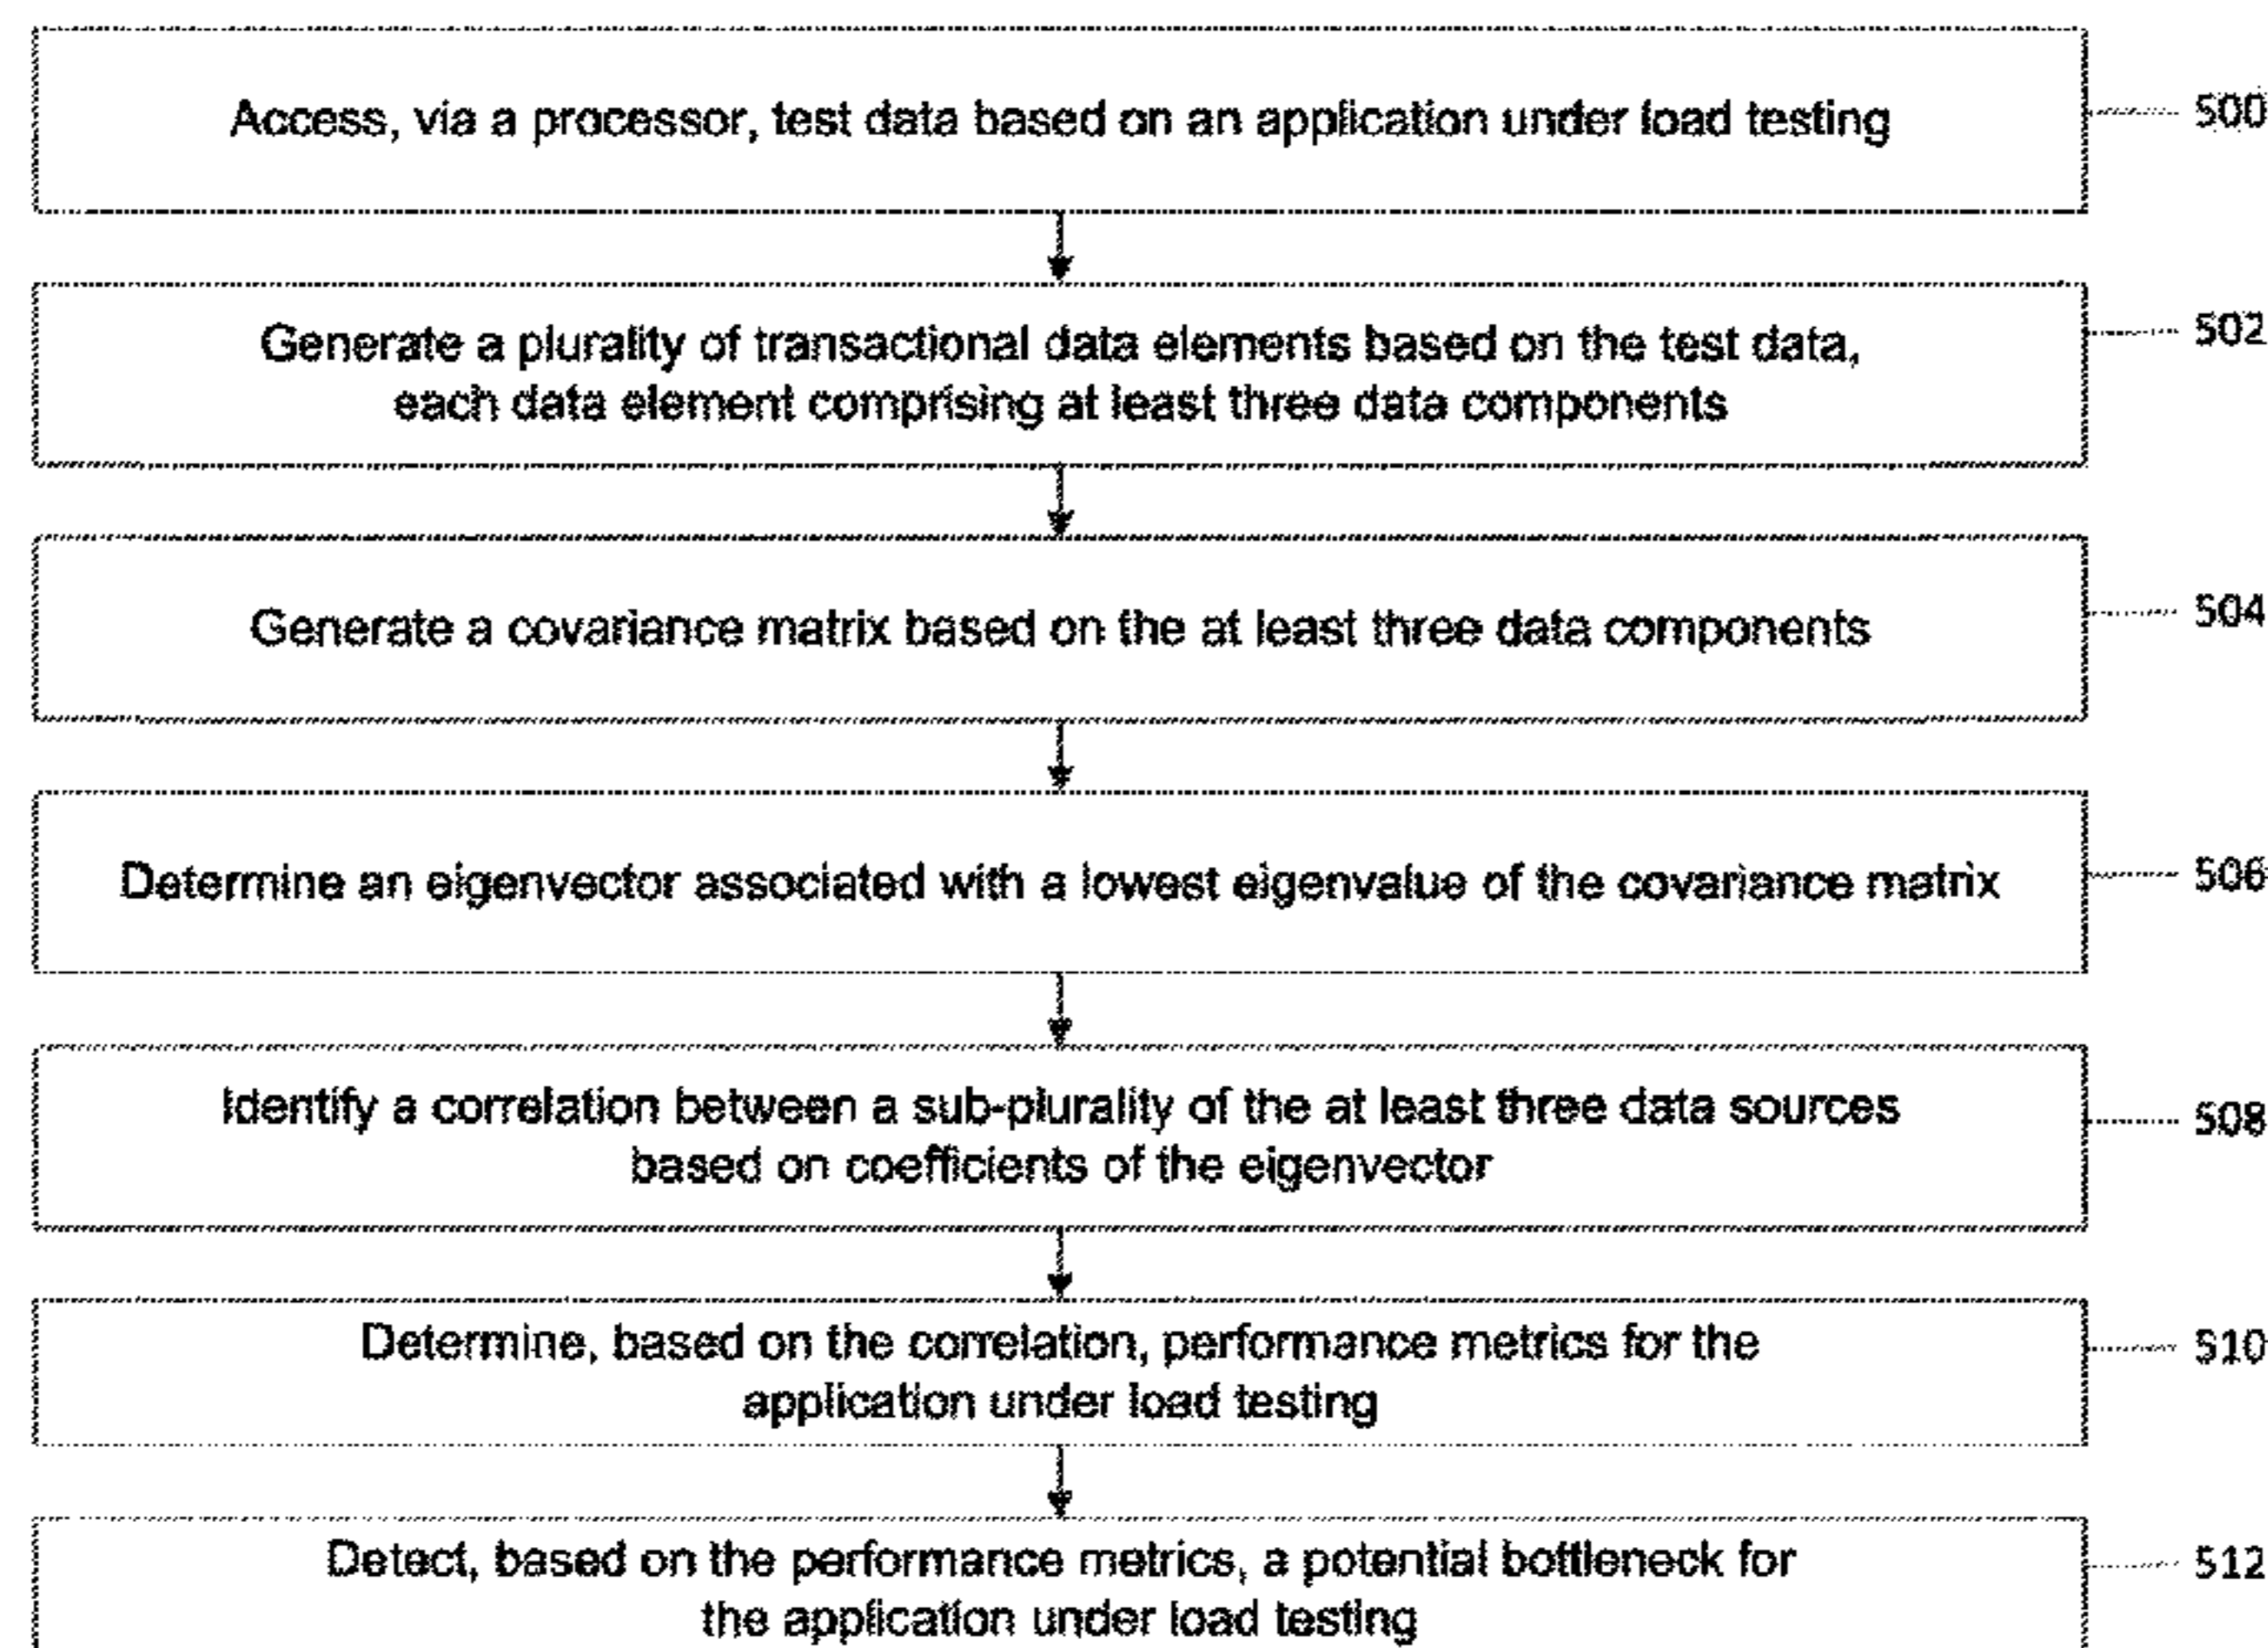 Access, via a processor, test data based on an application under load testing
500
Generate a plurality of transactional data elements based on the test data,
each data element comprising at least three data components
502
Generate a covariance matrix based on the at least three data components
504
Determine an eigenvector associated with a lowest eigenvalue of the covariance matrix
506
Identify a correlation between a sub-plurality of the at least three data sources
based on coefficients of the eigenvector
508
Determine, based on the correlation, performance metrics for the
application under load testing
510
Detect, based on the performance metrics, a potential bottleneck for
the application under load testing
512